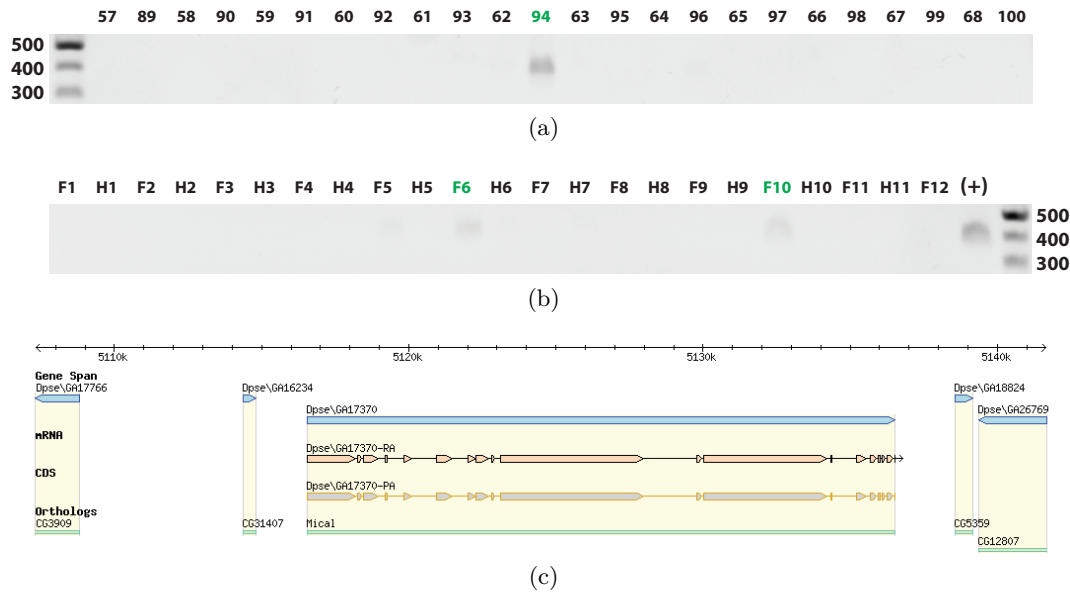 57 89 58 90 59 91 60 92 61 93 62 94 63 95 64 96 65 97 66 98 67 99 68 100
500
400
300
(a)
F1 H1 F2 H2 F3 H3 F4 H4 F5 H5 F6 H6 F7 H7 F8 H8 F9 H9 F10 H10 F11 H11 F12 (+)
500
400
300
(b)
5110k 5120k 5130k 5140k
Gene Span
Dpse\GA17766 Dpse\GA16234 Dpse\GA18824
Dpse\GA17370 Dpse\GA26769
mRNA
Dpse\GA17370-RA
CDS
Dpse\GA17370-PA
Orthologs
CG3909 CG31407 Mical CG5359
CG12807
(c)